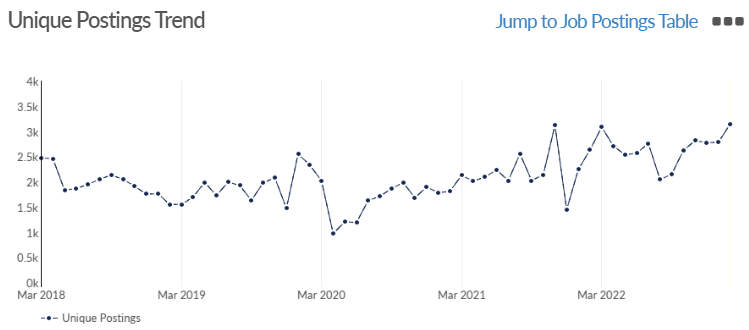 Unique Postings Trend
Jump to Job Postings Table
4k
3.5k
3k
2.5k
2k
1.5k
1k
0.5k
0k
Mar 2018
Mar 2019
Mar 2020
Mar 2021
Mar 2022
Unique Postings